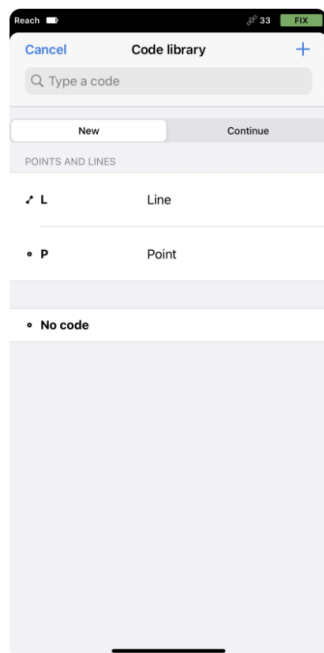 Reach 33 FIX
Cancel Code library +
Type a code
New Continue
POINTS AND LINES
L Line
P Point
No code